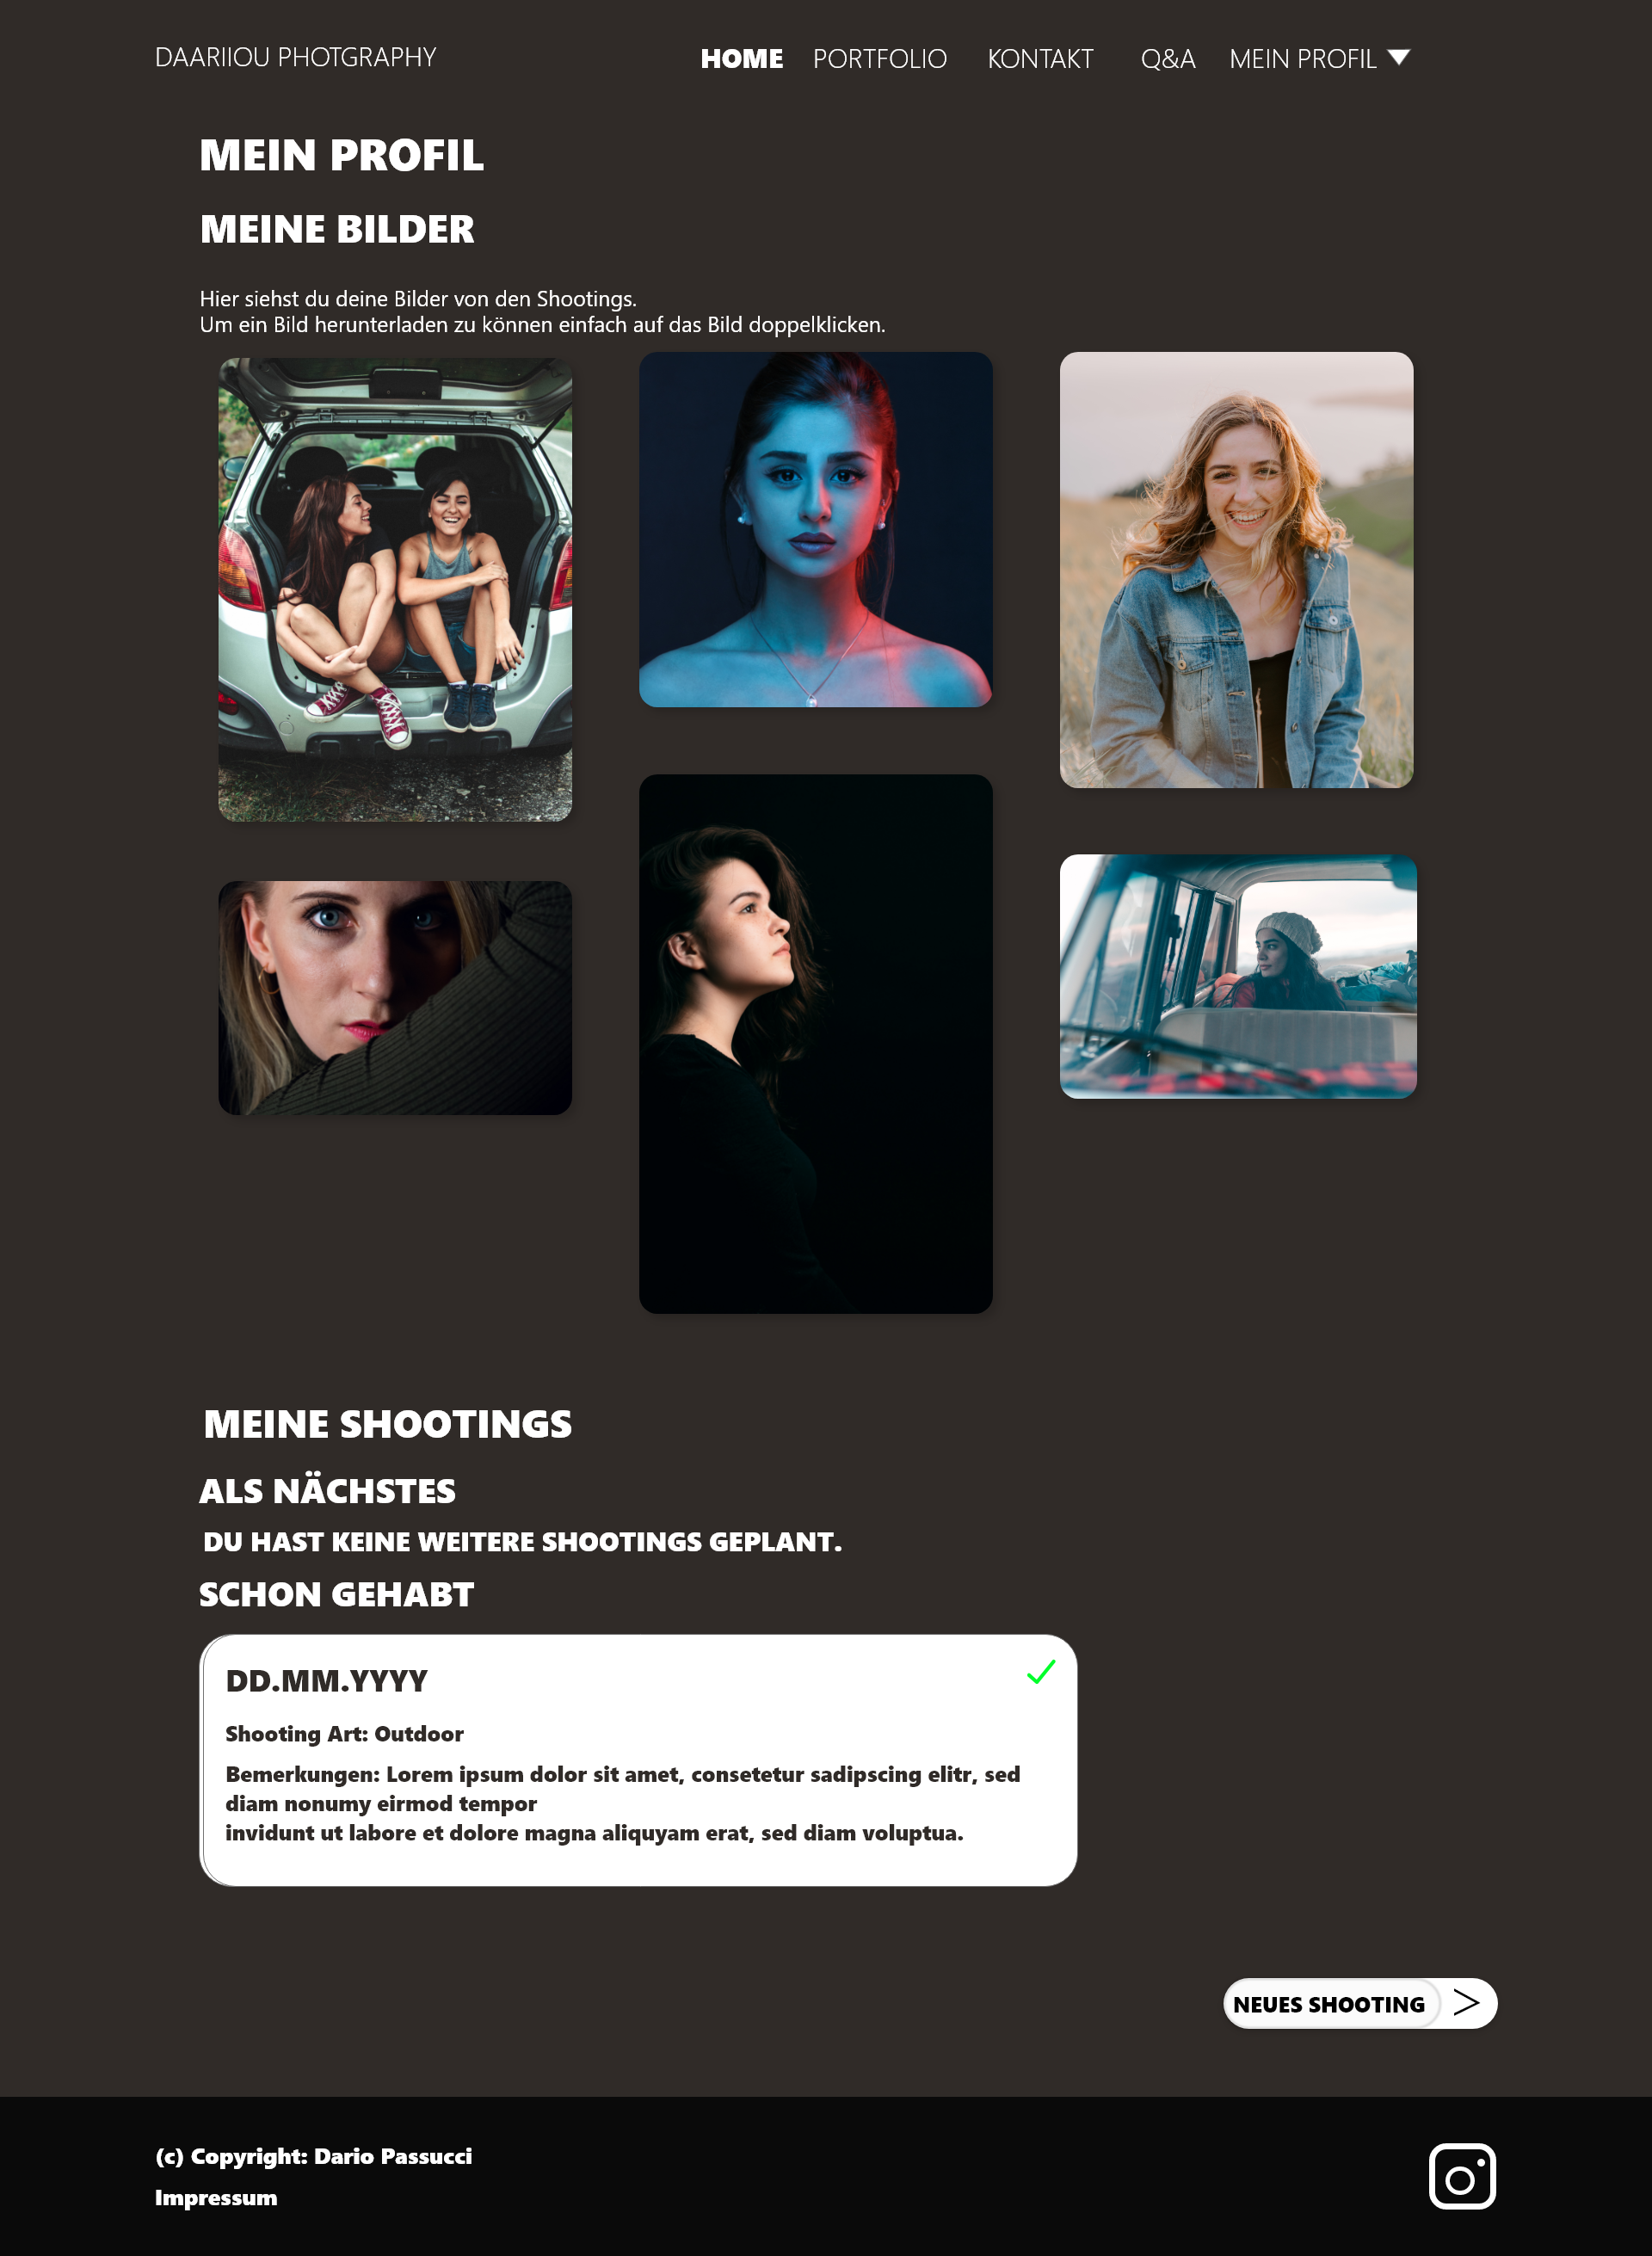 DAARIIOU PHOTGRAPHY
HOME PORTFOLIO KONTAKT Q&A MEIN PROFIL
MEIN PROFIL
MEINE BILDER
Hier siehst du deine Bilder von den Shootings.
Um ein Bild herunterladen zu können einfach auf das Bild doppelklicken.
MEINE SHOOTINGS
ALS NÄCHSTES
DU HAST KEINE WEITERE SHOOTINGS GEPLANT.
SCHON GEHABT
DD.MM.YYYY
Shooting Art: Outdoor
Bemerkungen: Lorem ipsum dolor sit amet, consetetur sadipscing elitr, sed
diam nonumy eirmod tempor
invidunt ut labore et dolore magna aliquyam erat, sed diam voluptua.
NEUES SHOOTING >
(c) Copyright: Dario Passucci
Impressum